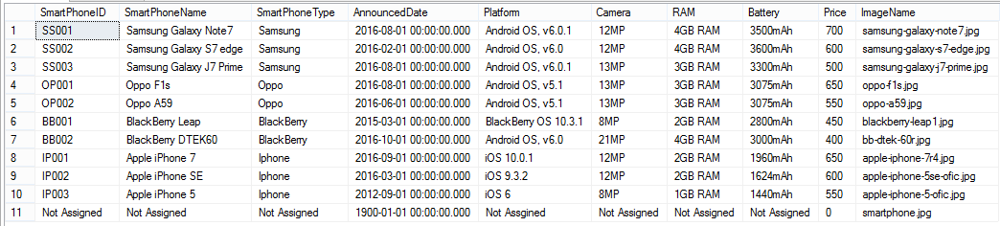 SmartPhoneID SmartPhoneName SmartPhoneType AnnouncedDate Platform Camera RAM Battery Price ImageName
1 SS001 Samsung Galaxy Note7 Samsung 2016-08-01 00:00:00.000 Android OS, v6.0.1 12MP 4GB RAM 3500mAh 700 samsung-galaxy-note7.jpg
2 SS002 Samsung Galaxy S7 edge Samsung 2016-02-01 00:00:00.000 Android OS, v6.0 12MP 4GB RAM 3600mAh 600 samsung-galaxy-s7-edge.jpg
3 SS003 Samsung Galaxy J7 Prime Samsung 2016-08-01 00:00:00.000 Android OS, v6.0.1 13MP 3GB RAM 3300mAh 500 samsung-galaxy-j7-prime.jpg
4 OP001 Oppo F1s Oppo 2016-08-01 00:00:00.000 Android OS, v5.1 13MP 3GB RAM 3075mAh 650 oppo-f1s.jpg
5 OP002 Oppo A59 Oppo 2016-06-01 00:00:00.000 Android OS, v5.1 13MP 3GB RAM 3075mAh 550 oppo-a59.jpg
6 BB001 BlackBerry Leap BlackBerry 2015-03-01 00:00:00.000 BlackBerry OS 10.3.1 8MP 2GB RAM 2800mAh 450 blackberry-leap1.jpg
7 BB002 BlackBerry DTEK60 BlackBerry 2016-10-01 00:00:00.000 Android OS, v6.0 21MP 4GB RAM 3000mAh 400 bb-dtek-60r.jpg
8 IP001 Apple iPhone 7 Iphone 2016-09-01 00:00:00.000 iOS 10.0.1 12MP 2GB RAM 1960mAh 650 apple-iphone-7r4.jpg
9 IP002 Apple iPhone SE Iphone 2016-03-01 00:00:00.000 iOS 9.3.2 12MP 2GB RAM 1624mAh 600 apple-iphone-5se-ofic.jpg
10 IP003 Apple iPhone 5 Iphone 2012-09-01 00:00:00.000 iOS 6 8MP 1GB RAM 1440mAh 550 apple-iphone-5-ofic.jpg
11 Not Assigned Not Assigned Not Assigned 1900-01-01 00:00:00.000 Not Assigned Not Assigned Not Assigned Not Assigned 0 smartphone.jpg